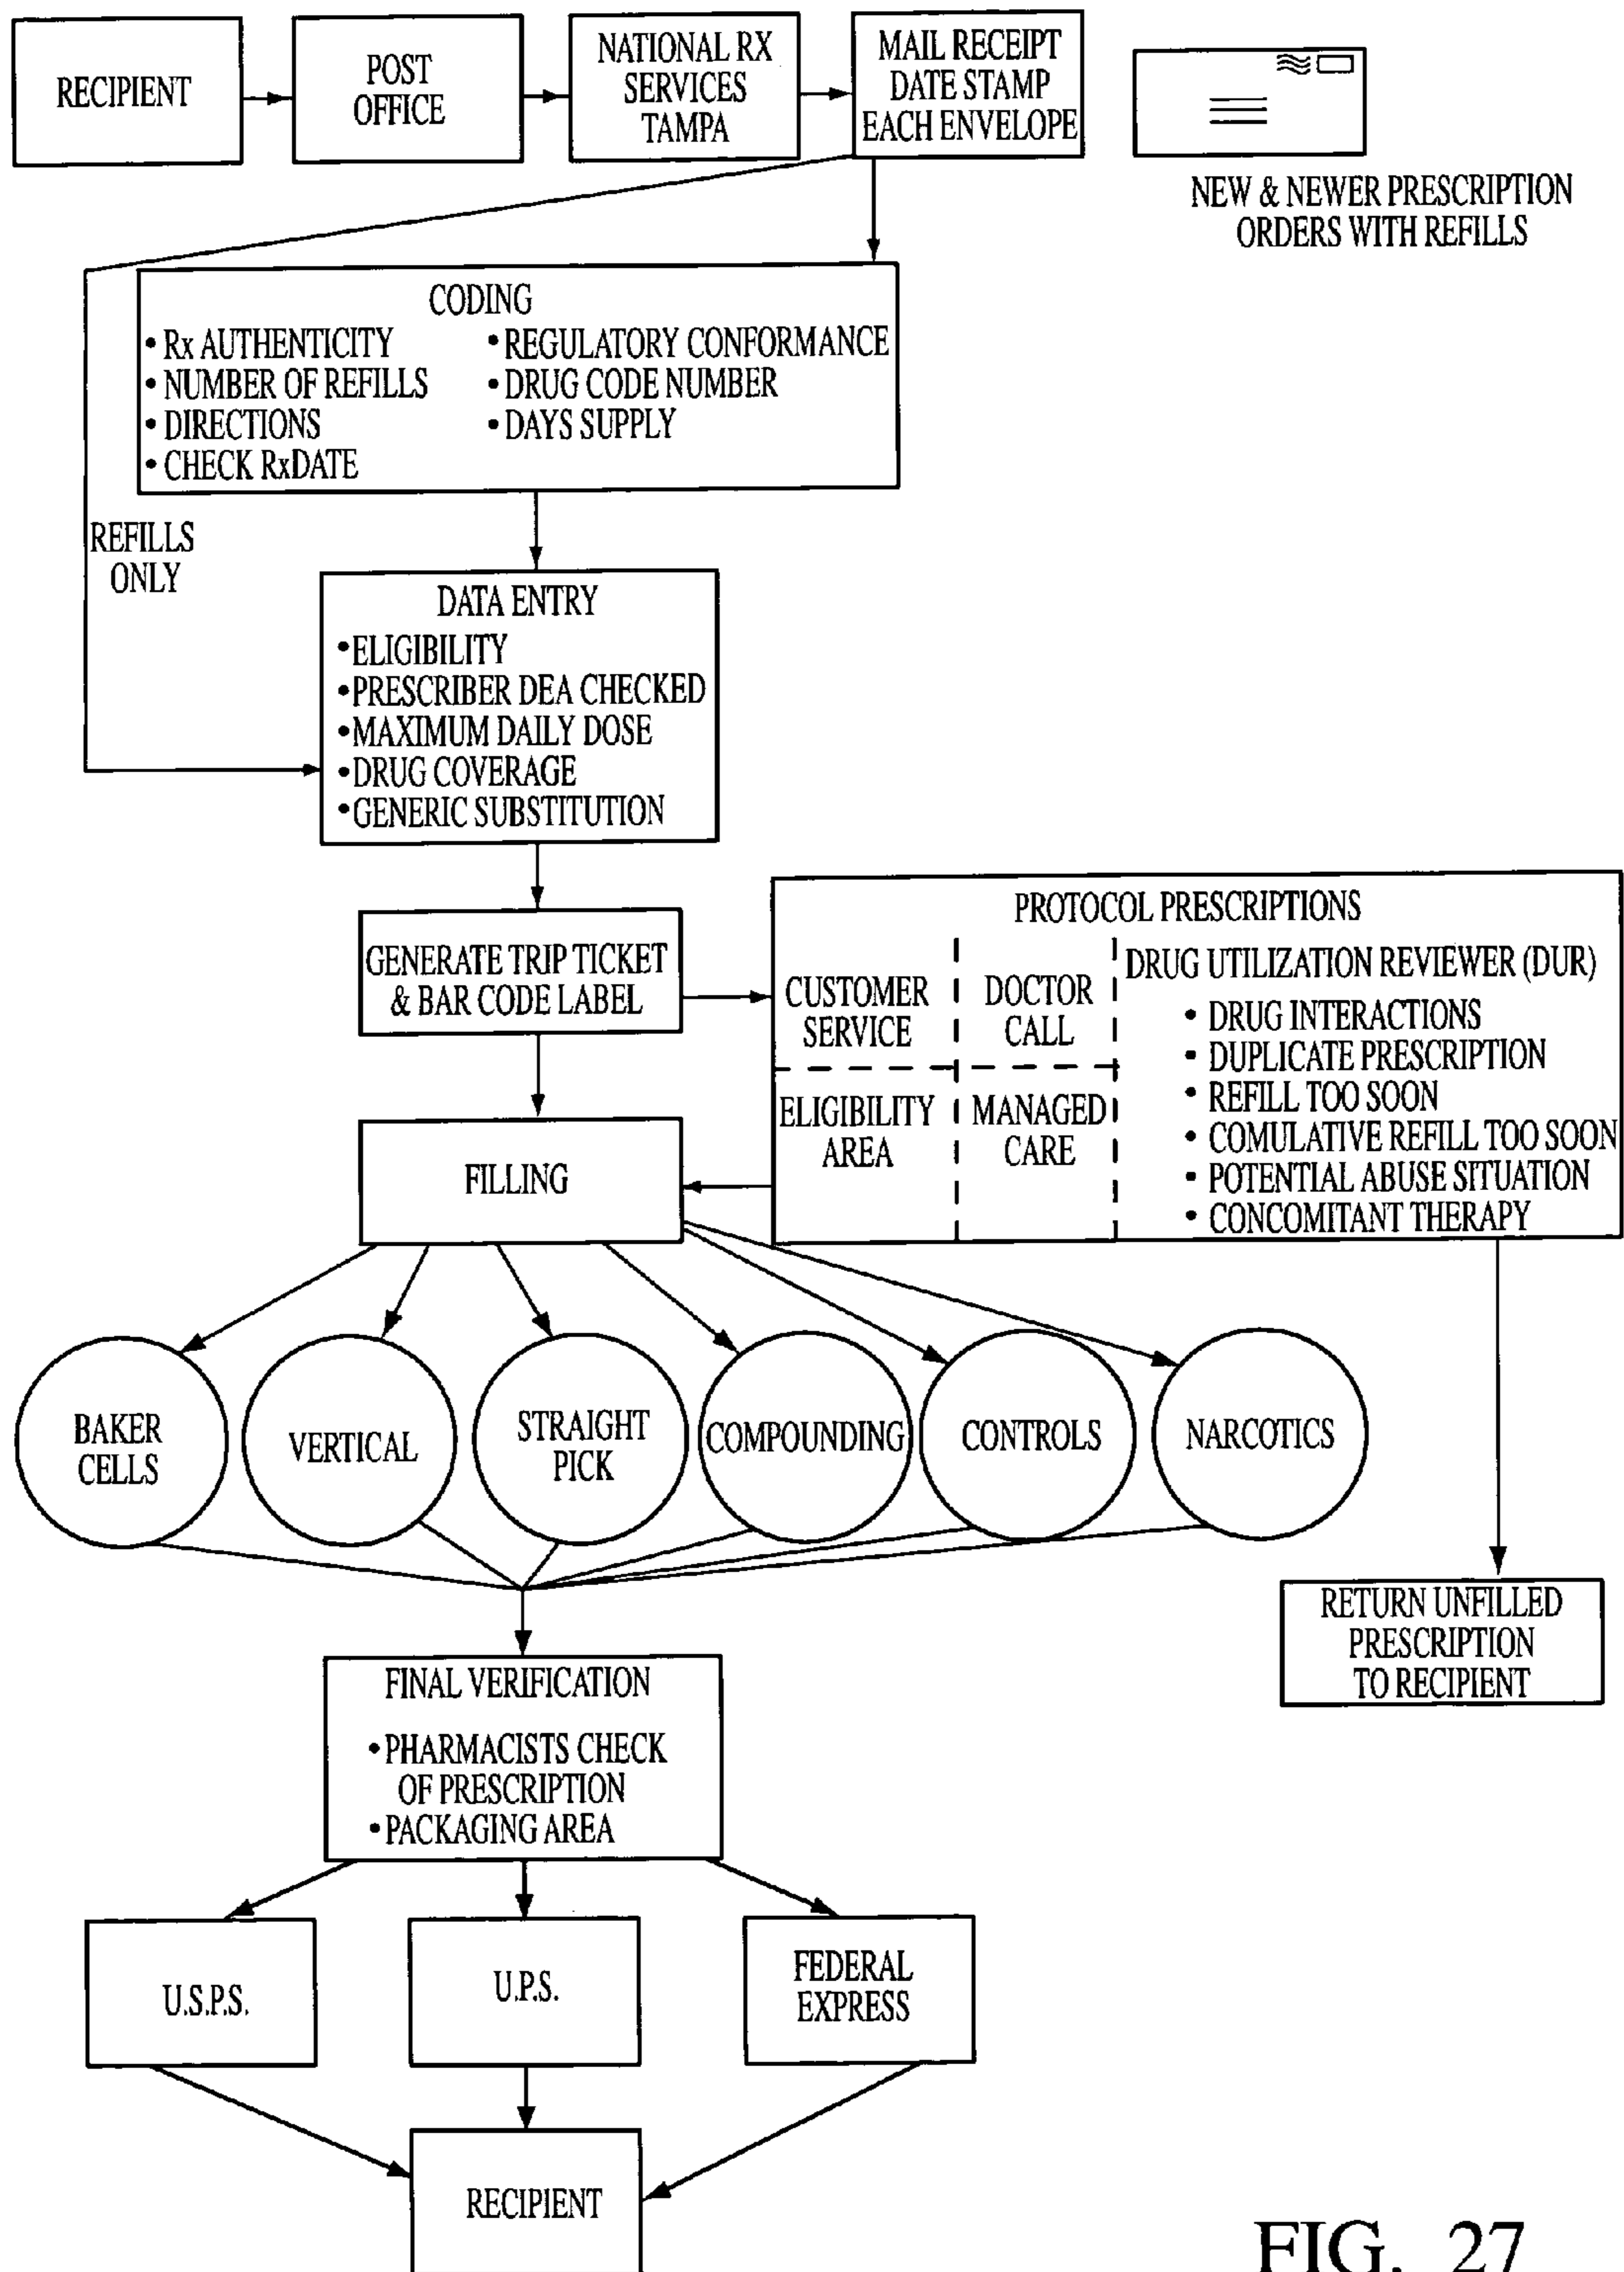 RECIPIENT
POST
OFFICE
NATIONAL RX
SERVICES
TAMPA
MAIL RECEIPT
DATE STAMP
EACH ENVELOPE
NEW & NEWER PRESCRIPTION
ORDERS WITH REFILLS
CODING
• Rx AUTHENTICITY
• NUMBER OF REFILLS
• DIRECTIONS
• CHECK RxDATE
• REGULATORY CONFORMANCE
• DRUG CODE NUMBER
• DAYS SUPPLY
REFILLS
ONLY
DATA ENTRY
• ELIGIBILITY
• PRESCRIBER DEA CHECKED
• MAXIMUM DAILY DOSE
• DRUG COVERAGE
• GENERIC SUBSTITUTION
GENERATE TRIP TICKET
& BAR CODE LABEL
PROTOCOL PRESCRIPTIONS
CUSTOMER
SERVICE
DOCTOR
CALL
ELIGIBILITY
AREA
MANAGED
CARE
DRUG UTILIZATION REVIEWER (DUR)
• DRUG INTERACTIONS
• DUPLICATE PRESCRIPTION
• REFILL TOO SOON
• COMULATIVE REFILL TOO SOON
• POTENTIAL ABUSE SITUATION
• CONCOMITANT THERAPY
FILLING
BAKER
CELLS
VERTICAL
STRAIGHT
PICK
COMPOUNDING
CONTROLS
NARCOTICS
RETURN UNFILLED
PRESCRIPTION
TO RECIPIENT
FINAL VERIFICATION
• PHARMACISTS CHECK
OF PRESCRIPTION
• PACKAGING AREA
U.S.P.S.
U.P.S.
FEDERAL
EXPRESS
RECIPIENT
FIG. 27